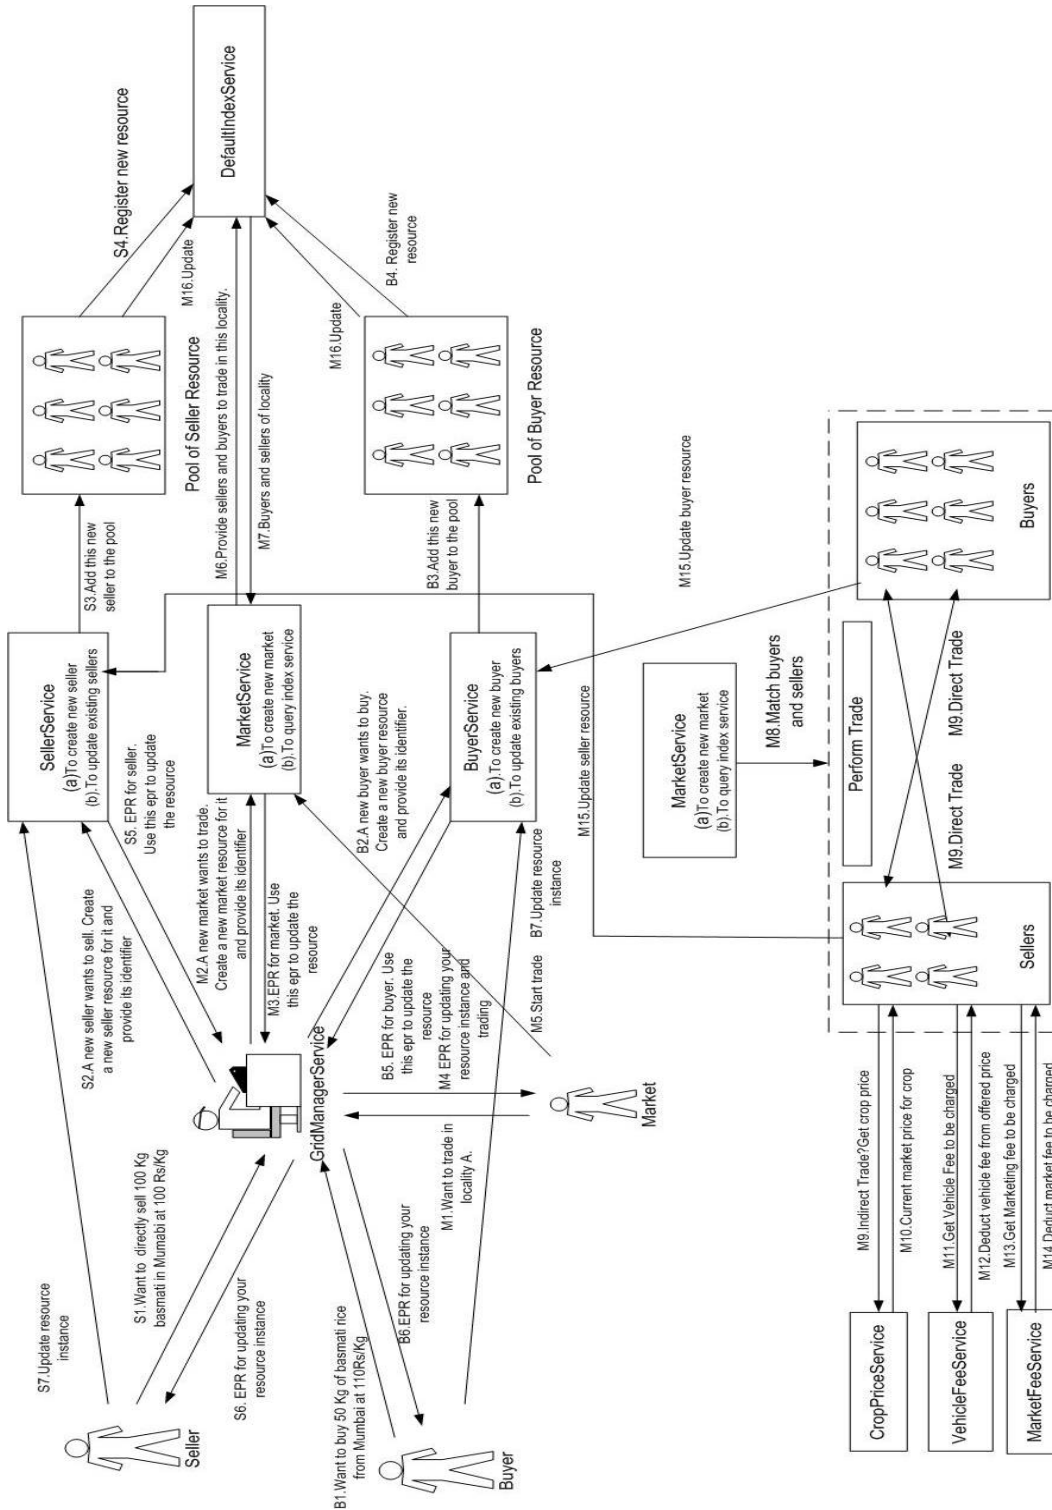 S7.Update resource
instance
Seller
S1.Want to directly sell 100 Kg
basmati in Mumabi at 100 Rs/Kg
S6. EPR for updating your
resource instance
B1.Want to buy 50 Kg of basmati rice
from Mumbai at 110Rs/Kg
B6.EPR for updating your
resource instance
Buyer
GridManagerService
S2.A new seller wants to sell. Create
a new seller resource for it and
provide its identifier
S5. EPR for seller.
Use this epr to update
the resource
M2.A new market wants to trade.
Create a new market resource for it
and provide its identifier
M3.EPR for market. Use
this epr to update the
resource
B2.A new buyer wants to buy.
Create a new buyer resource
and provide its identifier.
B5. EPR for buyer. Use
this epr to update the
resource
M4 EPR for updating your
resource instance and
trading
M1.Want to trade in
locality A.
M5.Start trade
B7.Update resource
instance
Market
SellerService
(a)To create new seller
(b).To update existing sellers
MarketService
(a)To create new market
(b).To query index service
BuyerService
(a).To create new buyer
(b).To update existing buyers
S3.Add this new
seller to the pool
M6.Provide sellers and buyers to trade in this locality.
M7.Buyers and sellers of locality
B3.Add this new
buyer to the pool
Pool of Seller Resource
Pool of Buyer Resource
S4.Register new resource
M16.Update
M16.Update
B4. Register new
resource
DefaultIndexService
M15.Update seller resource
M15.Update buyer resource
MarketService
(a)To create new market
(b).To query index service
M8.Match buyers
and sellers
Perform Trade
M9.Direct Trade
M9.Direct Trade
Sellers
Buyers
M9.Indirect Trade?Get crop price
M10.Current market price for crop
M11.Get Vehicle Fee to be charged
M12.Deduct vehicle fee from offered price
M13.Get Marketing fee to be charged
M14.Deduct market fee to be charged
CropPriceService
VehicleFeeService
MarketFeeService